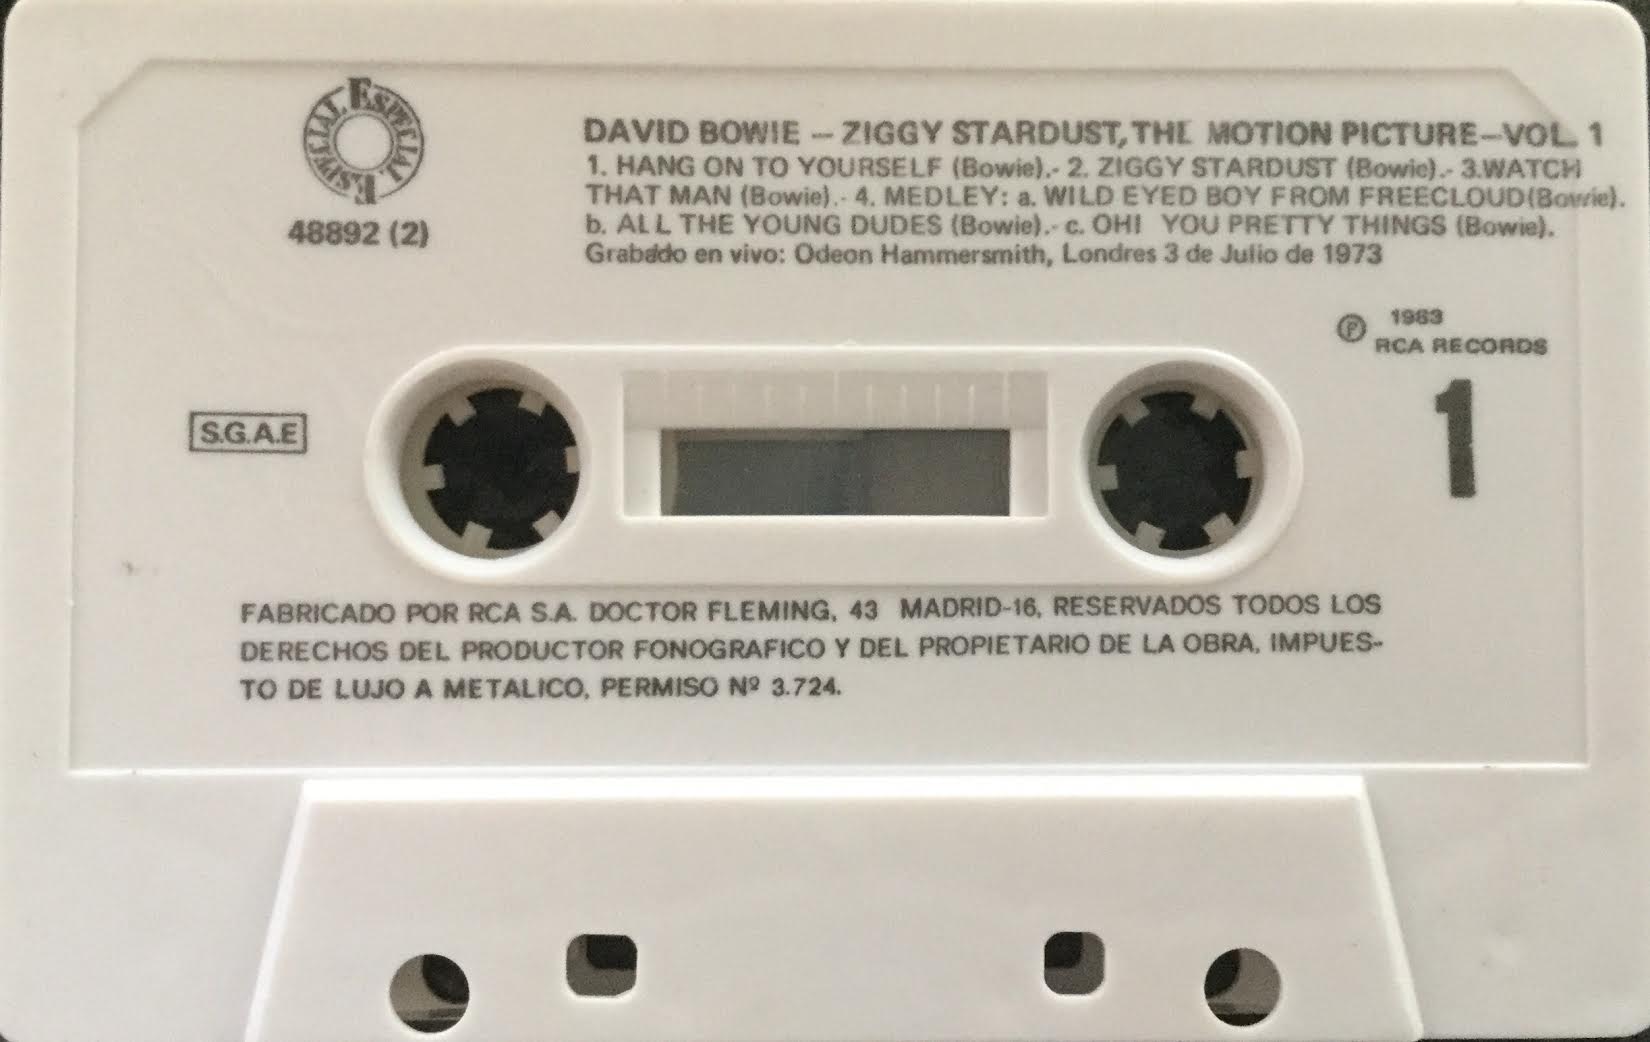 ESPECIAL ESPECIAL
48892 (2)
DAVID BOWIE – ZIGGY STARDUST, THE MOTION PICTURE–VOL. 1
1. HANG ON TO YOURSELF (Bowie).- 2. ZIGGY STARDUST (Bowie).- 3.WATCH
THAT MAN (Bowie).- 4. MEDLEY: a. WILD EYED BOY FROM FREECLOUD(Bowie).
b. ALL THE YOUNG DUDES (Bowie).- c. OH! YOU PRETTY THINGS (Bowie).
Grabado en vivo: Odeon Hammersmith, Londres 3 de Julio de 1973
Ⓟ 1983
RCA RECORDS
S.G.A.E
1
FABRICADO POR RCA S.A. DOCTOR FLEMING, 43 MADRID-16, RESERVADOS TODOS LOS
DERECHOS DEL PRODUCTOR FONOGRAFICO Y DEL PROPIETARIO DE LA OBRA, IMPUES-
TO DE LUJO A METALICO, PERMISO Nº 3.724.